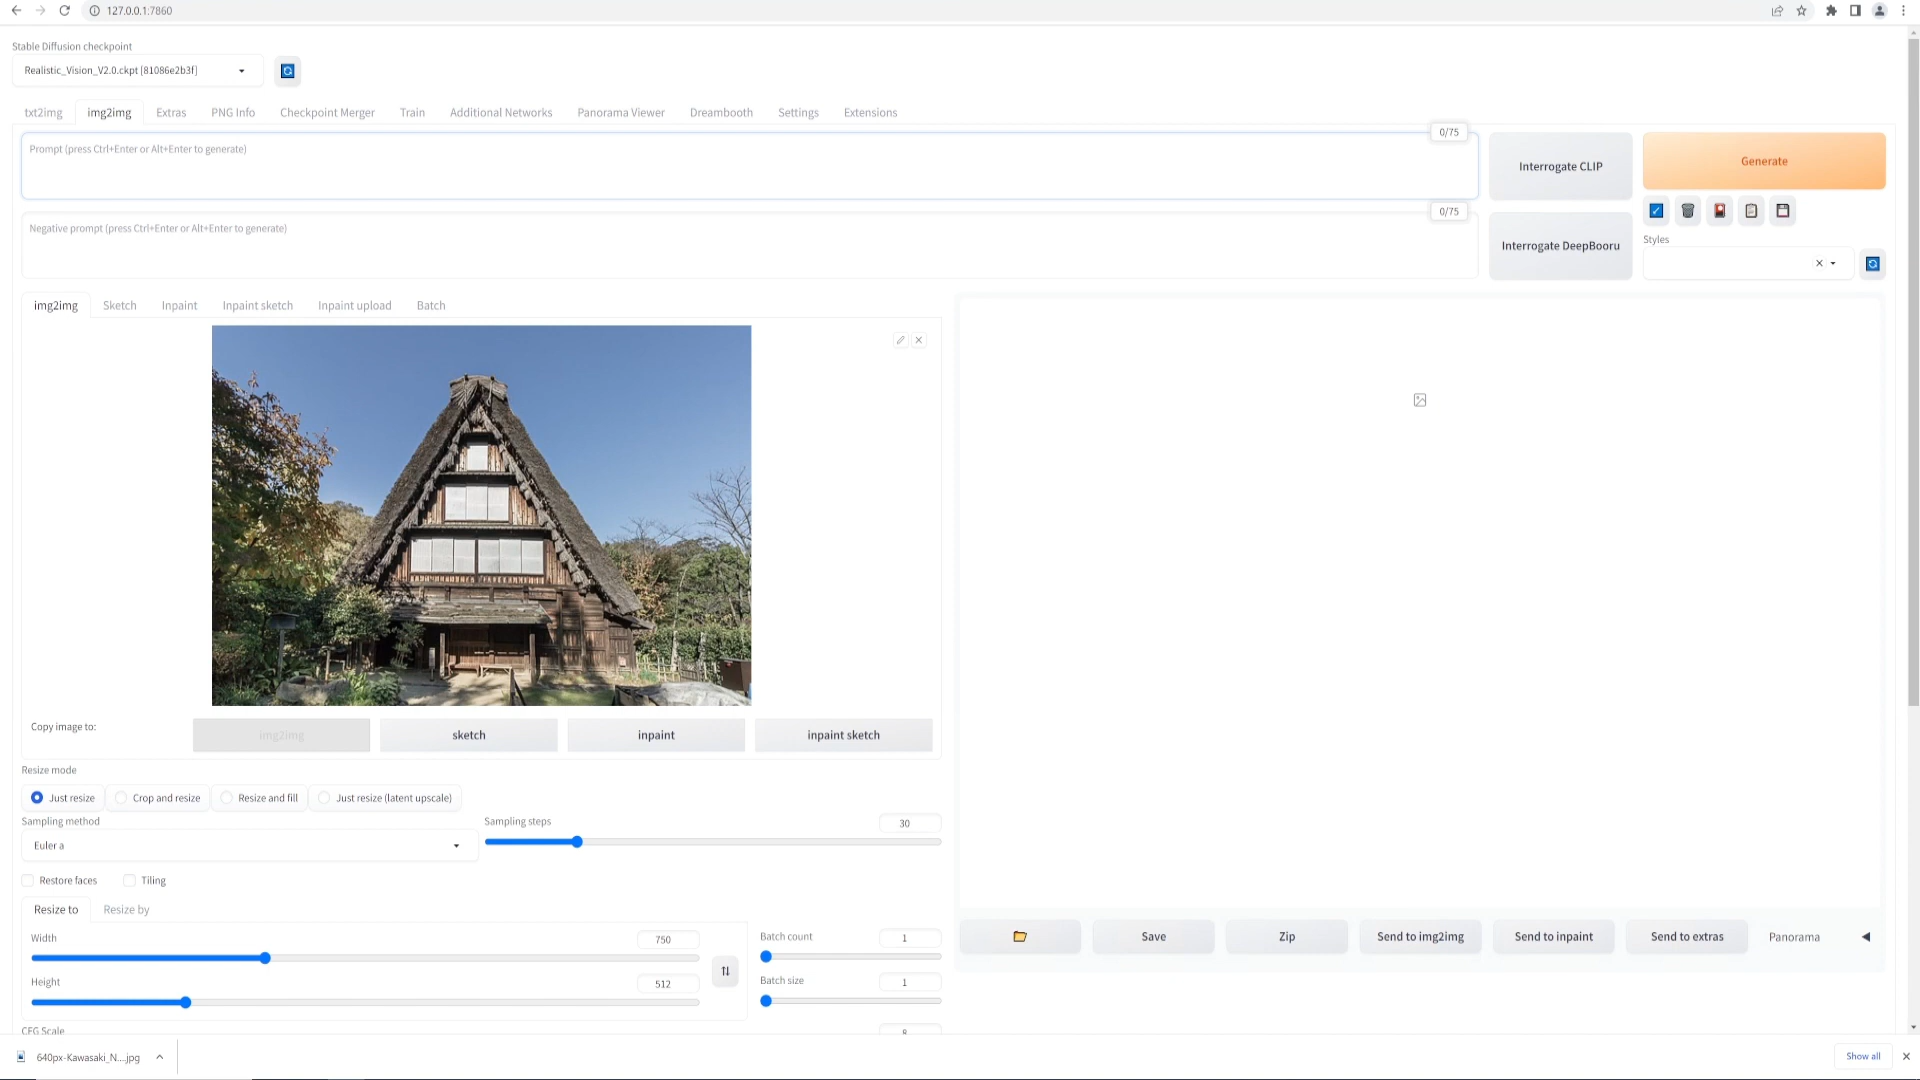 127.0.0.1:7860
Stable Diffusion checkpoint
Realistic_Vision_V2.0.ckpt [81086e2b3f]
txt2img img2img Extras PNG Info Checkpoint Merger Train Additional Networks Panorama Viewer Dreambooth Settings Extensions
0/75
Prompt (press Ctrl+Enter or Alt+Enter to generate)
Interrogate CLIP
Generate
0/75
Negative prompt (press Ctrl+Enter or Alt+Enter to generate)
Interrogate DeepBooru
Styles
img2img Sketch Inpaint Inpaint sketch Inpaint upload Batch
Copy image to:
img2img sketch inpaint inpaint sketch
Resize mode
Just resize Crop and resize Resize and fill Just resize (latent upscale)
Sampling method
Euler a
Sampling steps 30
Restore faces Tiling
Resize to Resize by
Width 750
Height 512
Batch count 1
Batch size 1
CFG Scale 8
Save Zip Send to img2img Send to inpaint Send to extras Panorama
640px-Kawasaki_N....jpg
Show all